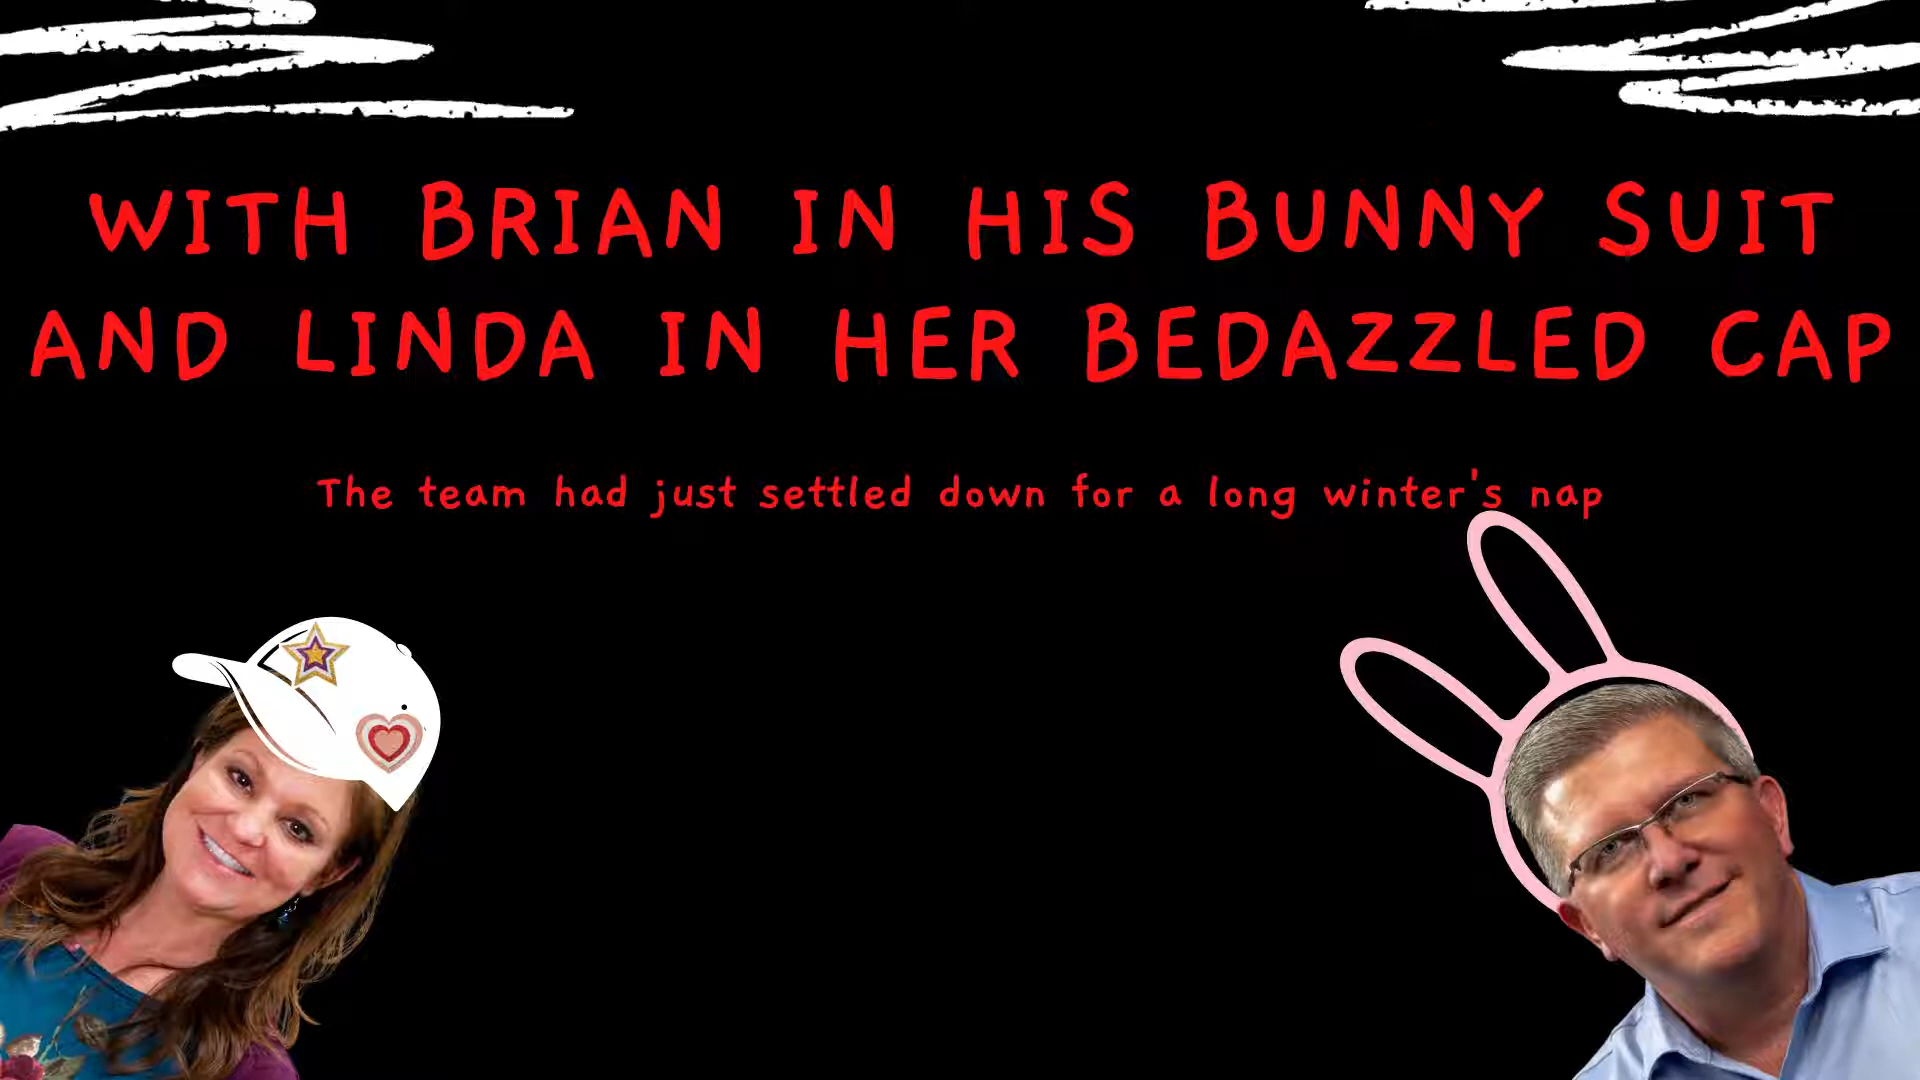 WITH BRIAN IN HIS BUNNY SUIT
AND LINDA IN HER BEDAZZLED CAP
The team had just settled down for a long winter's nap